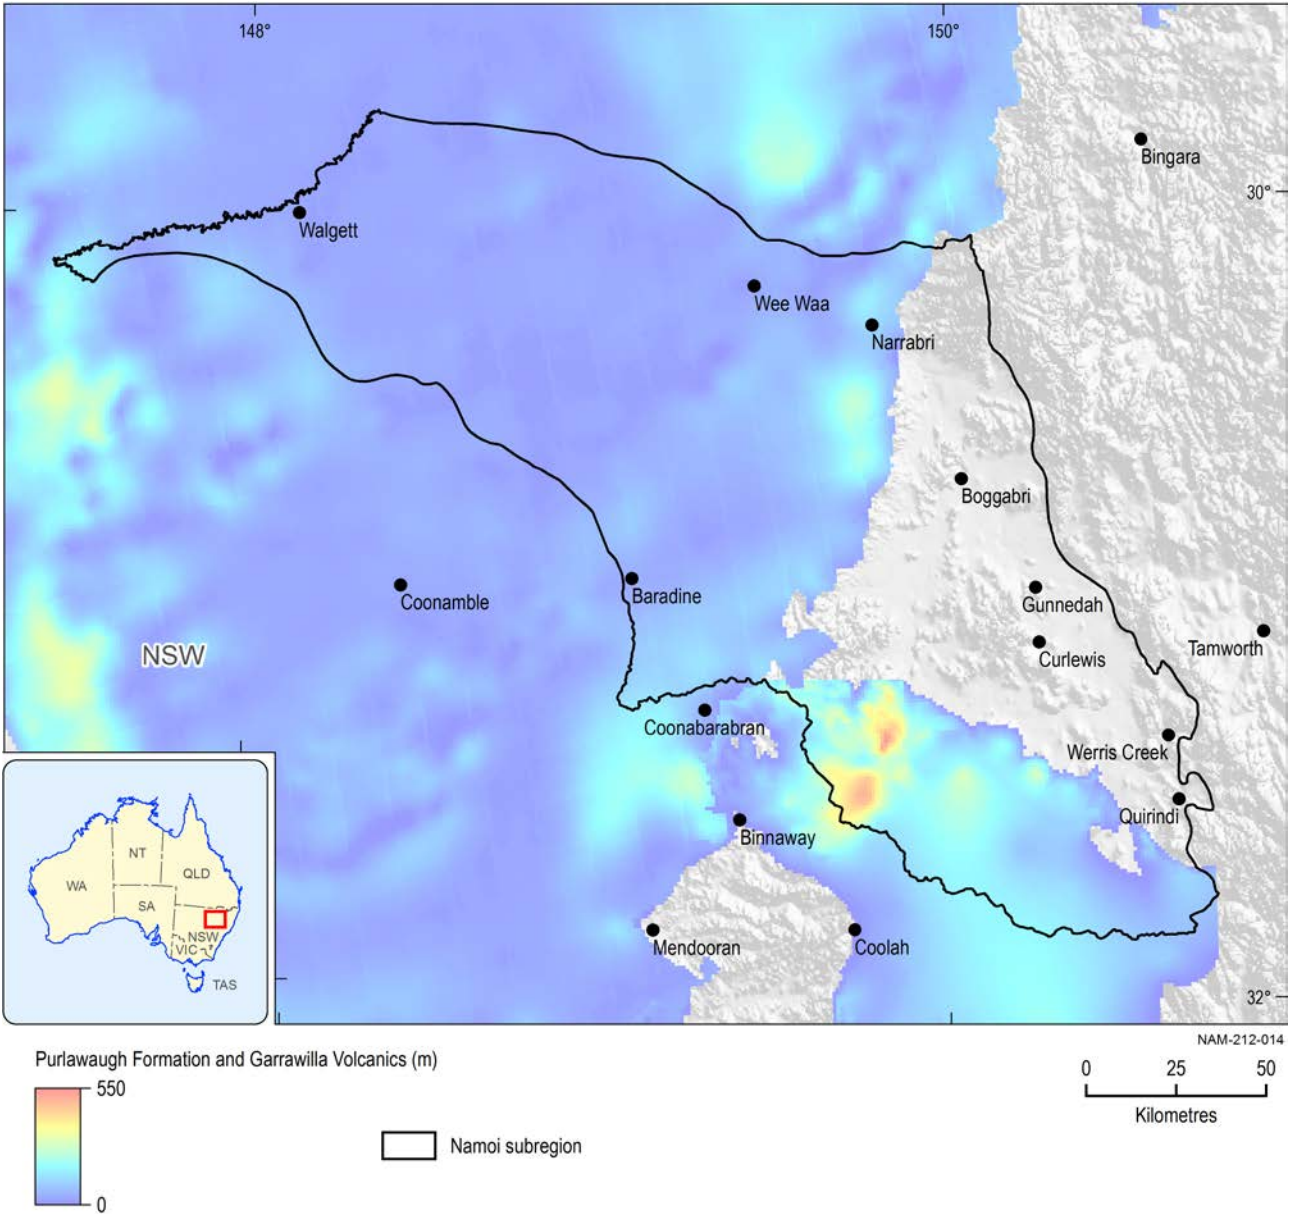 148°
150°
Bingara
30°
Walgett
Wee Waa
Narrabri
Boggabri
Coonamble
Baradine
Gunnedah
Tamworth
NSW
Curlewis
Coonabarabran
Werris Creek
Quirindi
Binnaway
NT
QLD
WA
SA
NSW
VIC
TAS
Mendooran
Coolah
32°
NAM-212-014
Purlawaugh Formation and Garrawilla Volcanics (m)
550
0
Namoi subregion
0 25 50
Kilometres